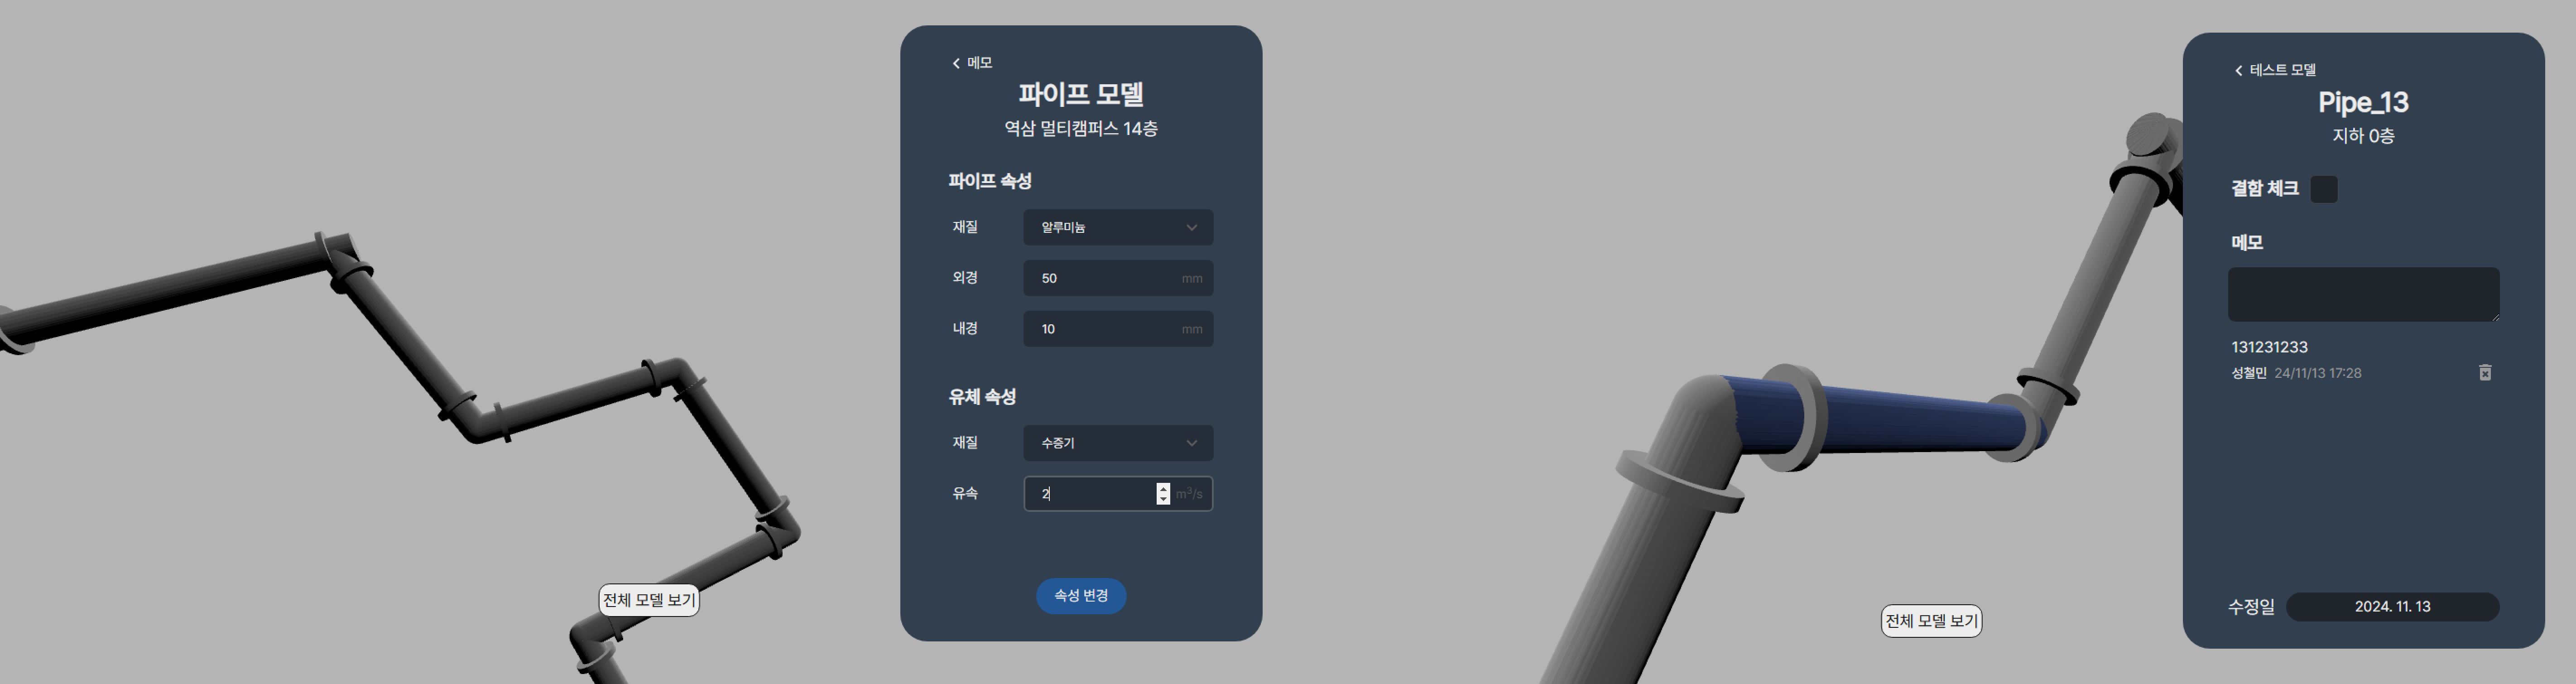 메모
파이프 모델
역삼 멀티캠퍼스 14층
파이프 속성
재질 알루미늄
외경 50 mm
내경 10 mm
유체 속성
재질 수증기
유속 2 m³/s
속성 변경
전체 모델 보기
테스트 모델
Pipe_13
지하 0층
결함 체크
메모
131231233
성철민 24/11/13 17:28
수정일 2024. 11. 13
전체 모델 보기